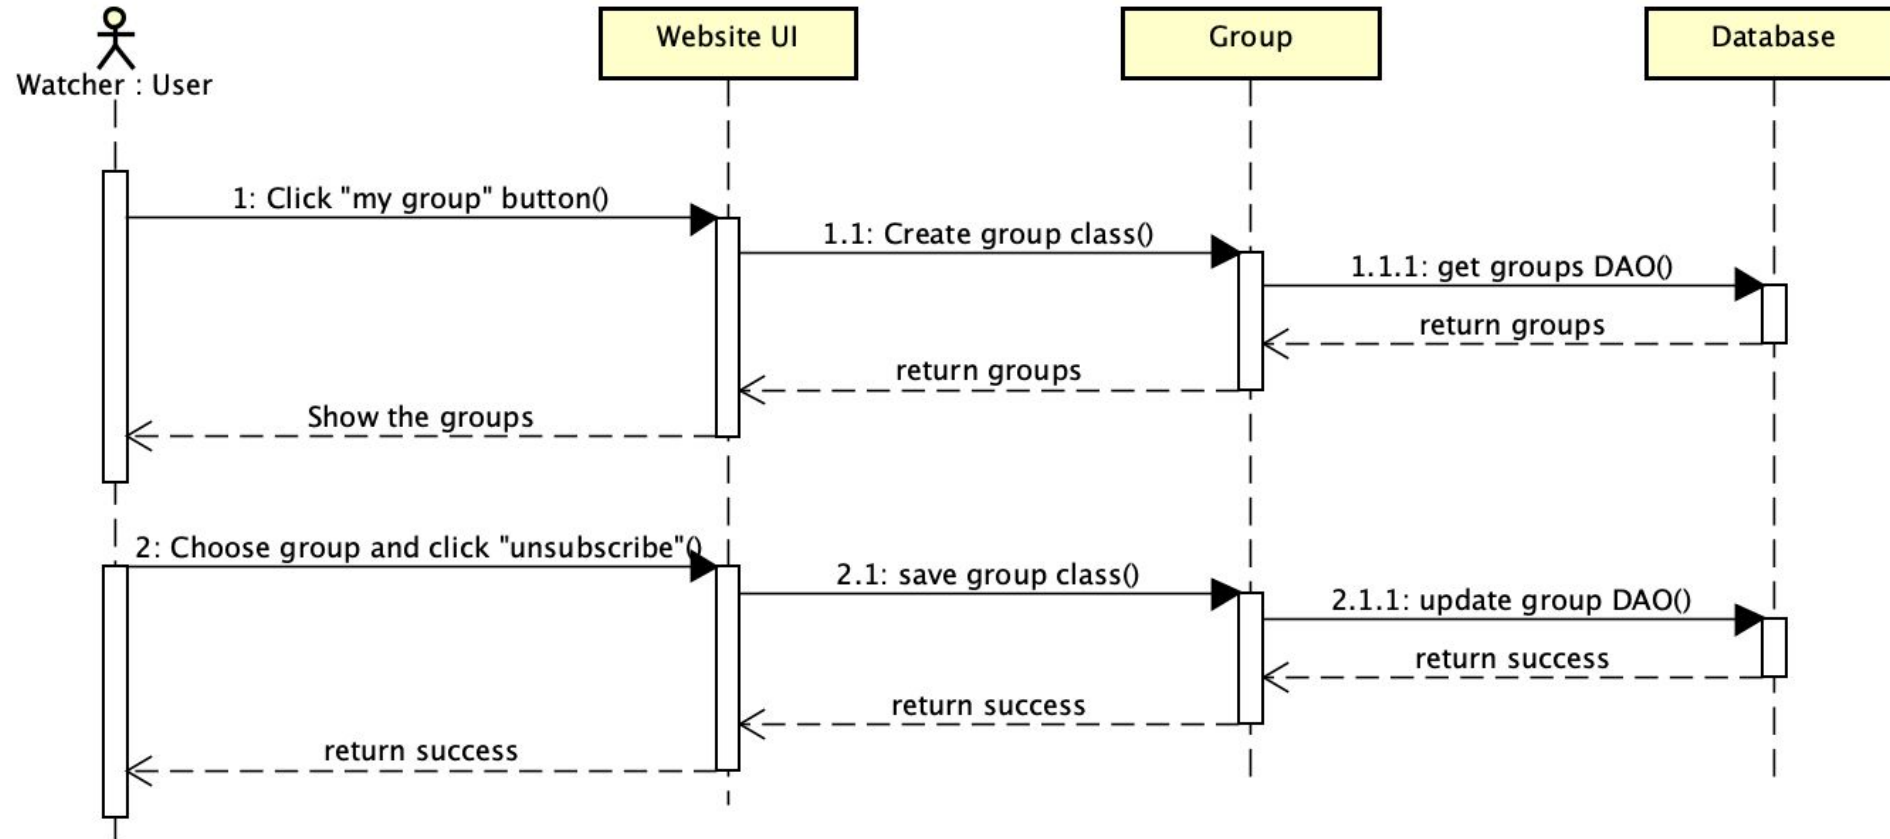 Watcher : User
Website UI
Group
Database
1: Click "my group" button()
1.1: Create group class()
1.1.1: get groups DAO()
return groups
return groups
Show the groups
2: Choose group and click "unsubscribe"()
2.1: save group class()
2.1.1: update group DAO()
return success
return success
return success